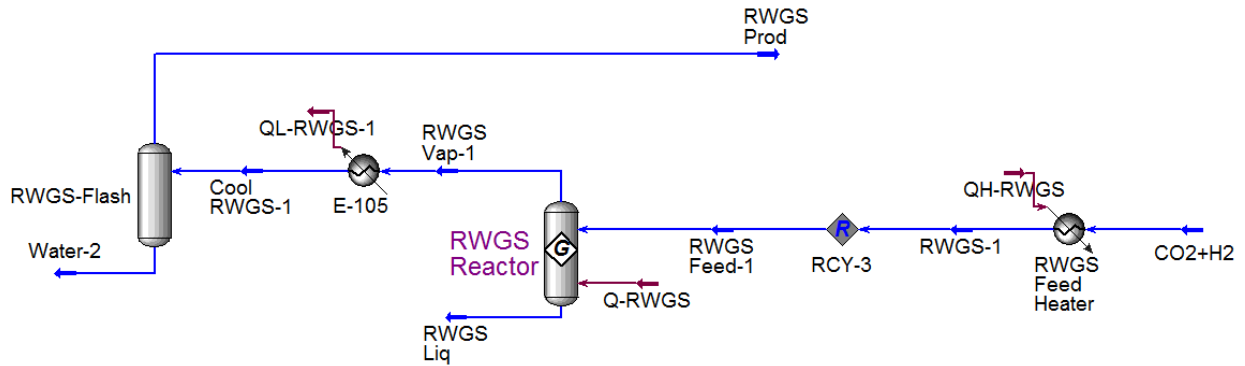 RWGS
Prod
QL-RWGS-1
RWGS
Vap-1
RWGS-Flash
Cool
RWGS-1
E-105
Water-2
RWGS
Reactor
G
RWGS
Liq
Q-RWGS
RWGS
Feed-1
R
RCY-3
RWGS-1
QH-RWGS
RWGS
Feed
Heater
CO2+H2